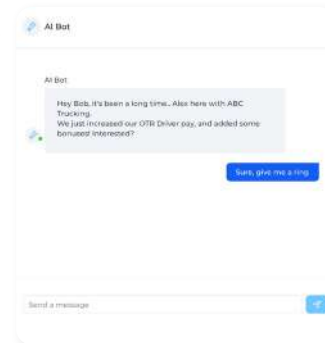 AI Bot
AI Bot
Hey Bob, it's been a long time.. Alex here with ABC
Trucking.
We just increased our OTR Driver pay, and added some
bonuses! Interested?
Sure, give me a ring
Send a message